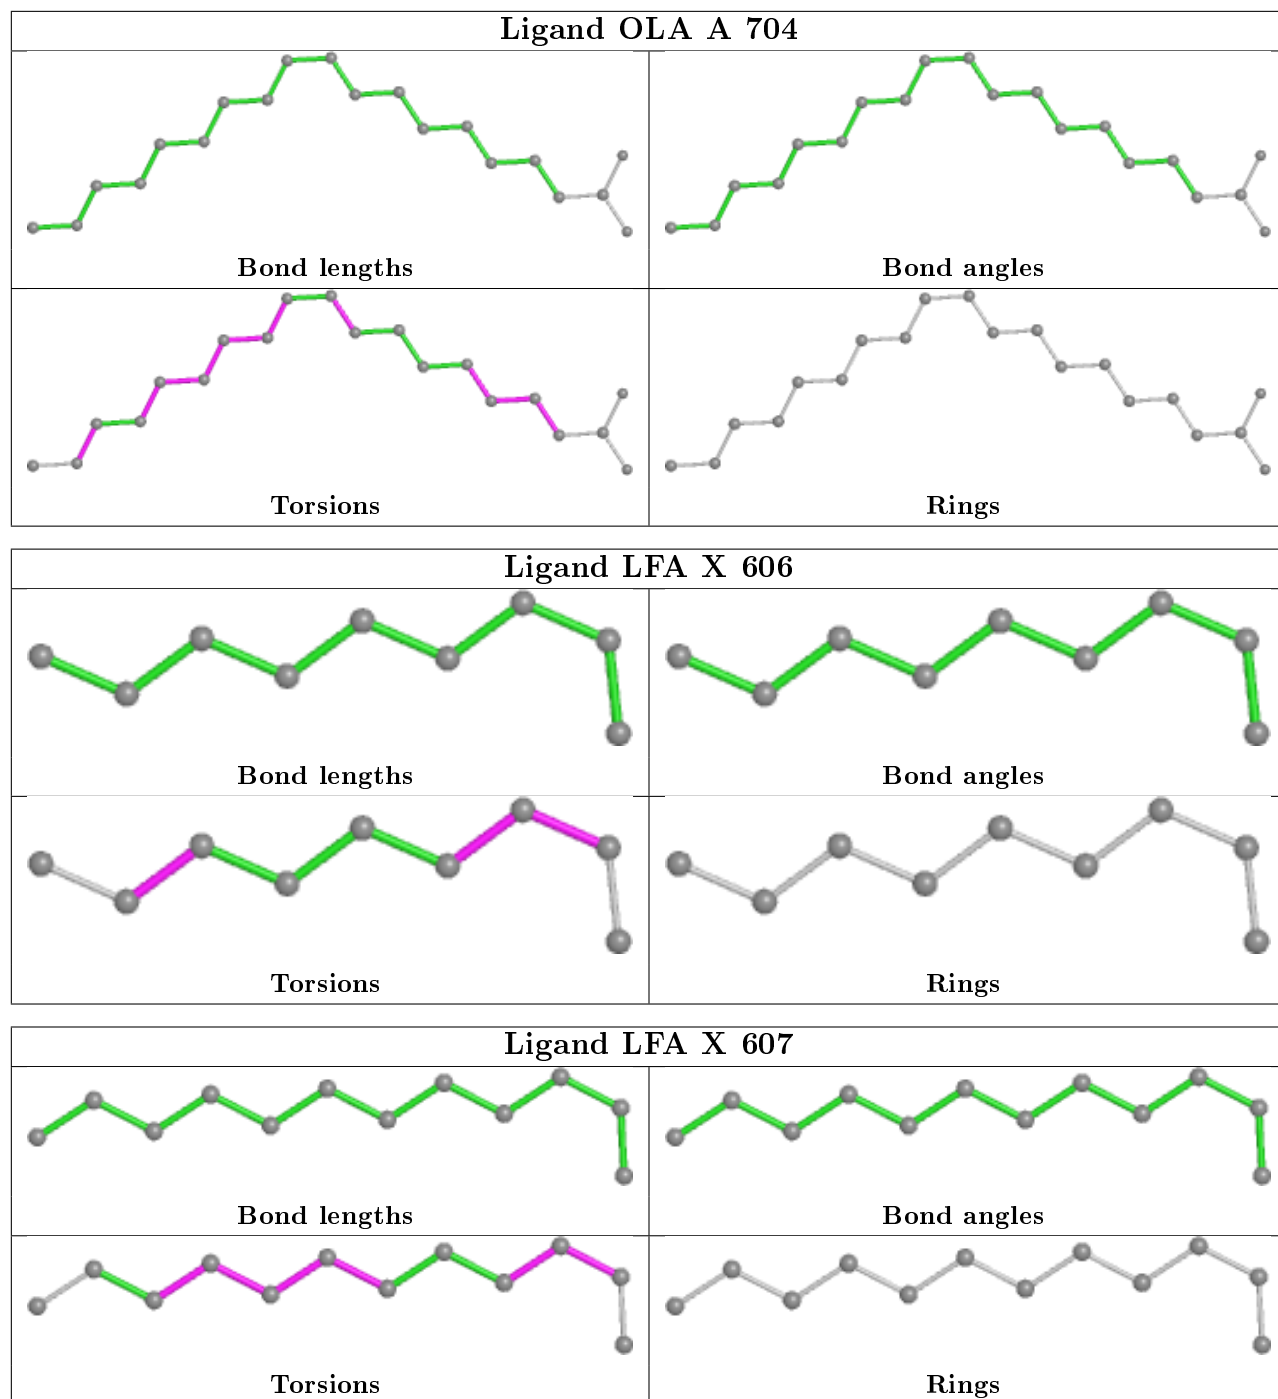 Ligand OLA A 704
Bond lengths
Bond angles
Torsions
Rings
Ligand LFA X 606
Bond lengths
Bond angles
Torsions
Rings
Ligand LFA X 607
Bond lengths
Bond angles
Torsions
Rings